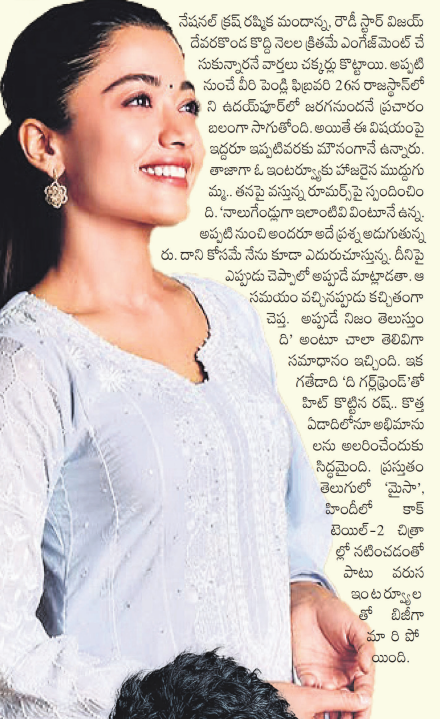 నేషనల్ క్రష్ రష్మిక మందాన్న, రౌడీ స్టార్ విజయ్
దేవరకొండ కొద్ది నెలల క్రితమే ఎంగేజ్‌మెంట్ చే
సుకున్నారనే వార్తలు చక్కర్లు కొట్టాయి. అప్పటి
నుంచే వీరి పెండ్లి ఫిబ్రవరి 26న రాజస్థాన్‌లో
ని ఉదయ్‌పూర్‌లో జరగనుందనే ప్రచారం
బలంగా సాగుతోంది. అయితే ఈ విషయంపై
ఇద్దరూ ఇప్పటివరకు మౌనంగానే ఉన్నారు.
తాజాగా ఓ ఇంటర్వ్యూకు హాజరైన ముద్దుగు
మ్మ.. తనపై వస్తున్న రూమర్స్‌పై స్పందించిం
ది. 'నాలుగేండ్లుగా ఇలాంటివి వింటూనే ఉన్న.
అప్పటి నుంచి అందరూ అదే ప్రశ్న అడుగుతున్న
రు. దాని కోసమే నేను కూడా ఎదురుచూస్తున్న. దీనిపై
ఎప్పుడు చెప్పాలో అప్పుడే మాట్లాడతా. ఆ
సమయం వచ్చినప్పుడు కచ్చితంగా
చెప్త. అప్పుడే నిజం తెలుస్తుం
ది' అంటూ చాలా తెలివిగా
సమాధానం ఇచ్చింది. ఇక
గతేడాది 'ది గర్ల్‌ఫ్రెండ్'తో
హిట్ కొట్టిన రష్.. కొత్త
ఏడాదిలోనూ అభిమాను
లను అలరించేందుకు
సిద్ధమైంది. ప్రస్తుతం
తెలుగులో 'మైసా',
హిందీలో కాక్
టెయిల్-2 చిత్రా
ల్లో నటించడంతో
పాటు వరుస
ఇంటర్వ్యూల
తో బిజీగా
మా రి పో
యింది.